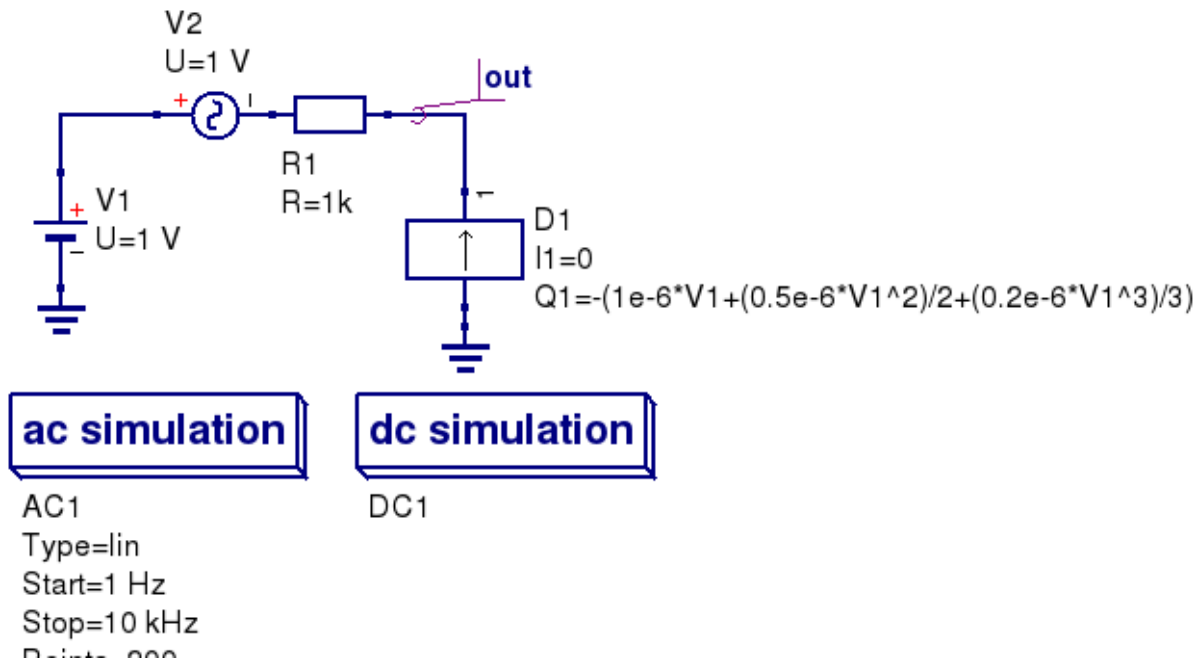 V2
U=1 V
out
R1
R=1k
V1
U=1 V
1
D1
I1=0
Q1=-(1e-6*V1+(0.5e-6*V1^2)/2+(0.2e-6*V1^3)/3)
ac simulation
dc simulation
AC1
DC1
Type=lin
Start=1 Hz
Stop=10 kHz